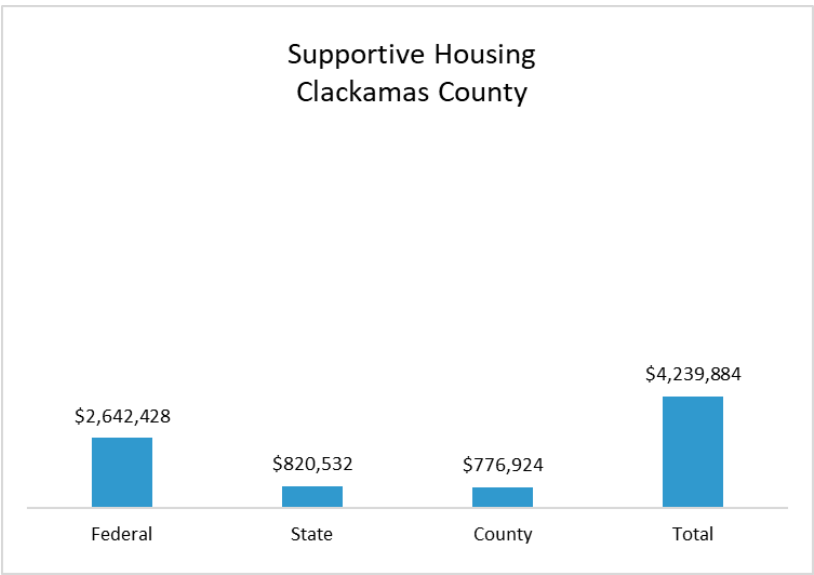 Supportive Housing
Clackamas County
$4,239,884
$2,642,428
$820,532
$776,924
Federal
State
County
Total